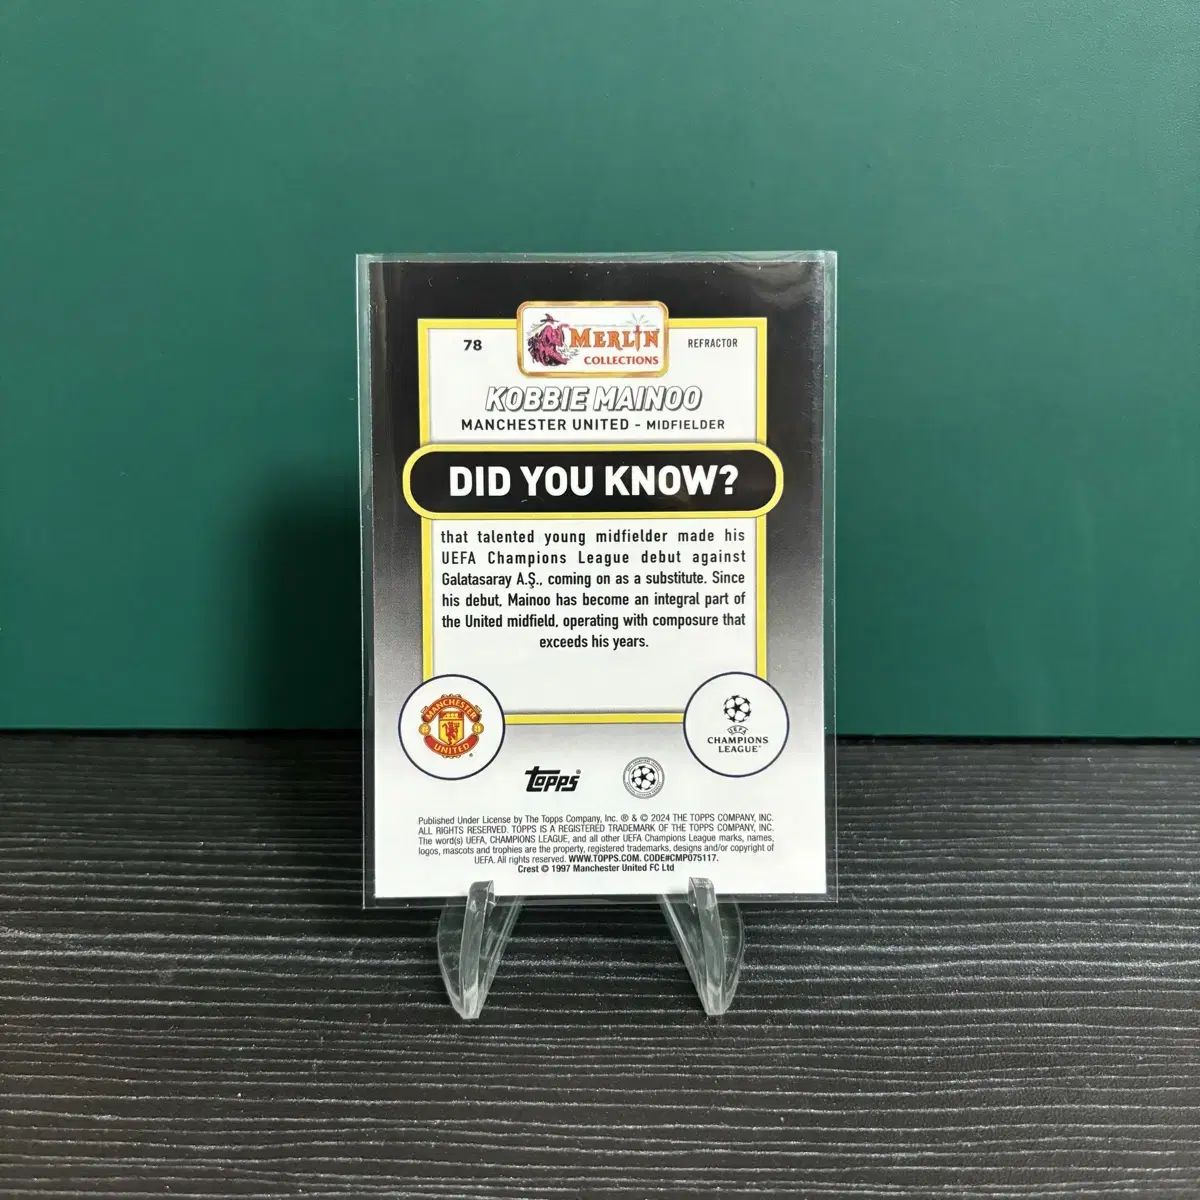 78
MERLIN
COLLECTIONS
REFRACTOR
KOBBIE MAINOO
MANCHESTER UNITED - MIDFIELDER
DID YOU KNOW?
that talented young midfielder made his
UEFA Champions League debut against
Galatasaray A.Ş., coming on as a substitute. Since
his debut, Mainoo has become an integral part of
the United midfield, operating with composure that
exceeds his years.
MANCHESTER
UNITED
UEFA
CHAMPIONS
LEAGUE
topps
Published Under License by The Topps Company, Inc. ® & © 2024 THE TOPPS COMPANY, INC.
ALL RIGHTS RESERVED. TOPPS IS A REGISTERED TRADEMARK OF THE TOPPS COMPANY, INC.
The word(s) UEFA, CHAMPIONS LEAGUE, and all other UEFA Champions League marks, names,
logos, mascots and trophies are the property, registered trademarks, designs and/or copyright of
UEFA. All rights reserved. WWW.TOPPS.COM. CODE#CMP075117.
Crest © 1997 Manchester United FC Ltd